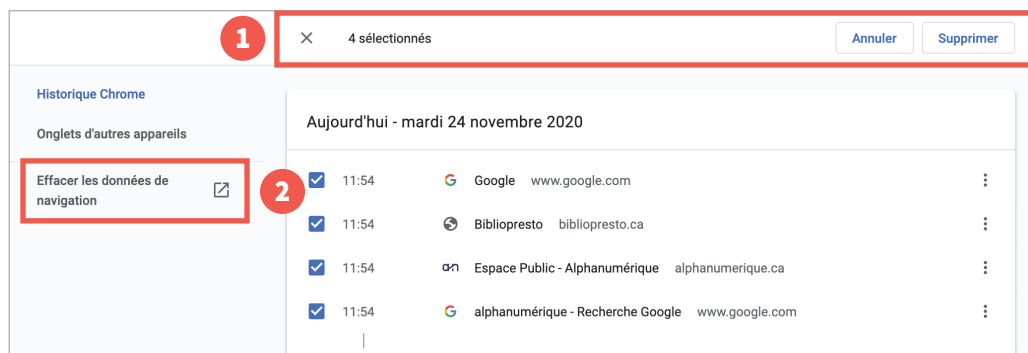 1
4 sélectionnés Annuler Supprimer
Historique Chrome
Onglets d'autres appareils
Effacer les données de
navigation
2
Aujourd'hui - mardi 24 novembre 2020
11:54 Google www.google.com
11:54 Bibliopresto bibliopresto.ca
11:54 Espace Public - Alphanumérique alphanumerique.ca
11:54 alphanumérique - Recherche Google www.google.com